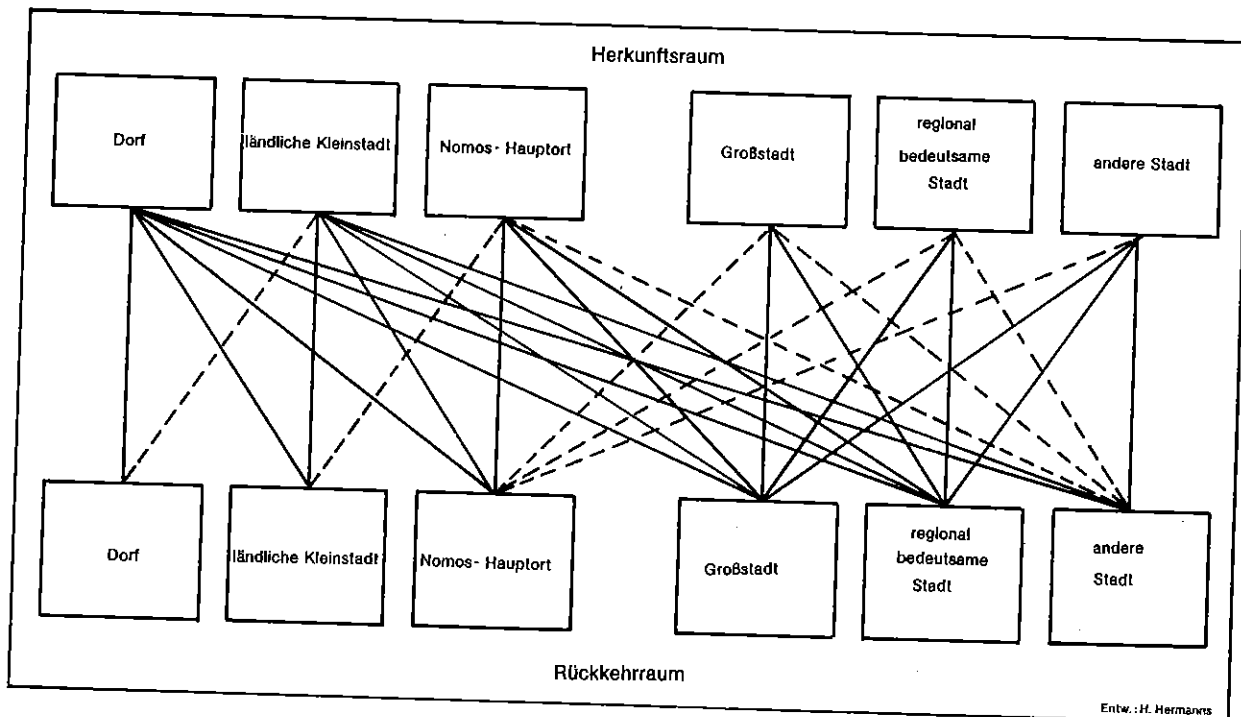 Herkunftsraum
Dorf
ländliche Kleinstadt
Nomos-Hauptort
Großstadt
regional
bedeutsame
Stadt
andere Stadt
Dorf
ländliche Kleinstadt
Nomos-Hauptort
Großstadt
regional
bedeutsame
Stadt
andere
Stadt
Rückkehrraum
Entw.: H. Hermanns